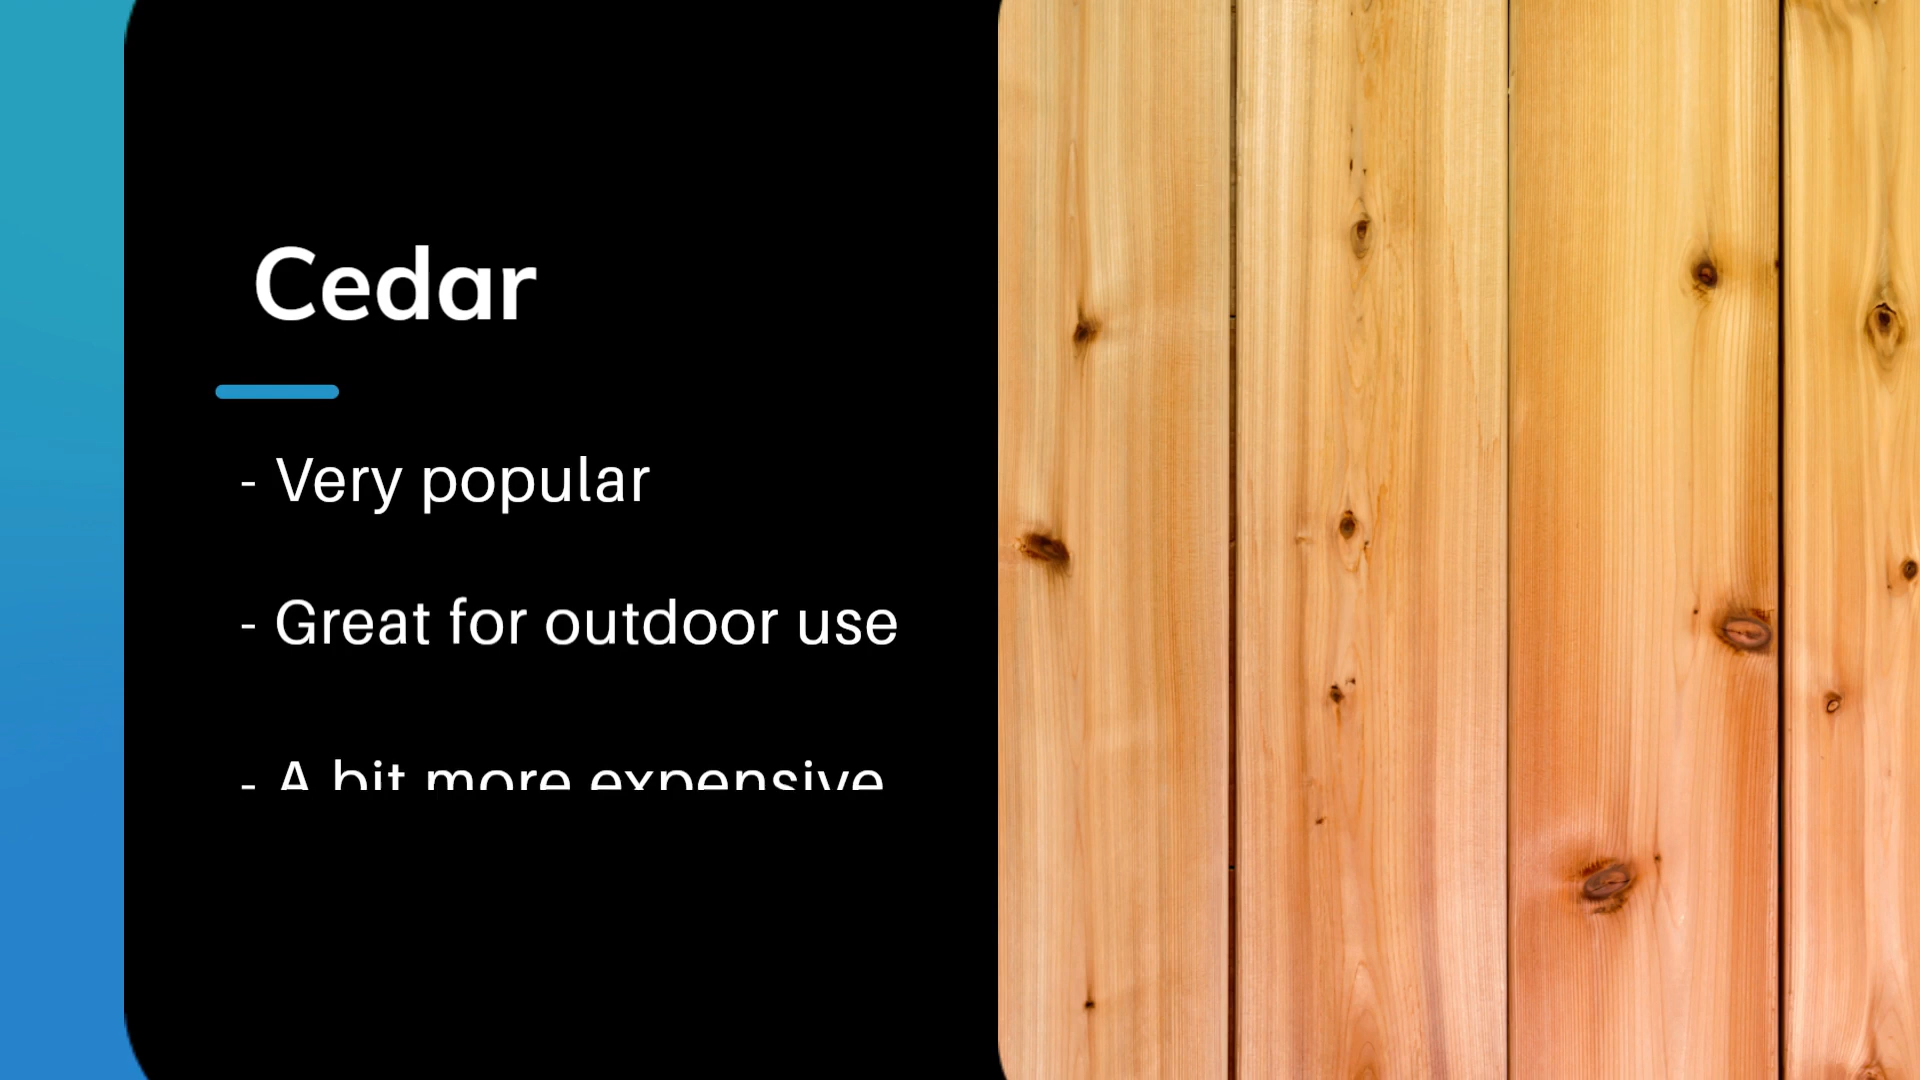 Cedar
- Very popular
- Great for outdoor use
- A bit more expensive